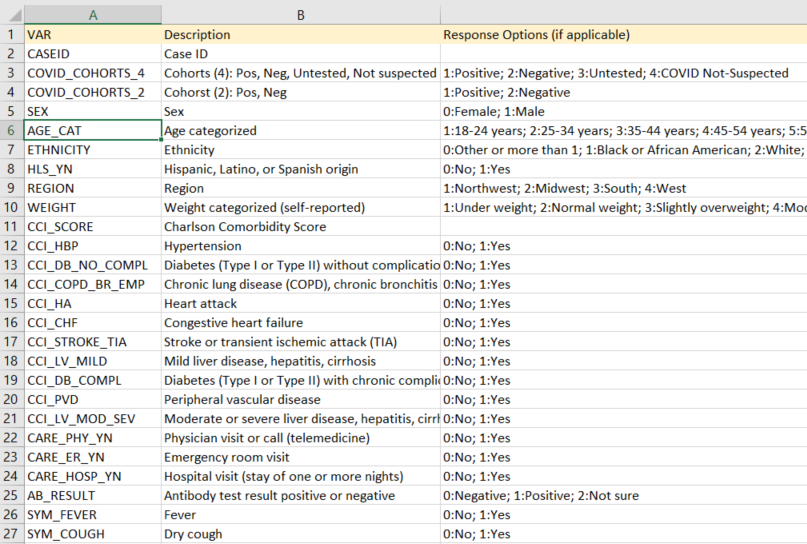 A B
1 VAR Description Response Options (if applicable)
2 CASEID Case ID
3 COVID_COHORTS_4 Cohorts (4): Pos, Neg, Untested, Not suspected 1:Positive; 2:Negative; 3:Untested; 4:COVID Not-Suspected
4 COVID_COHORTS_2 Cohorst (2): Pos, Neg 1:Positive; 2:Negative
5 SEX Sex 0:Female; 1:Male
6 AGE_CAT Age categorized 1:18-24 years; 2:25-34 years; 3:35-44 years; 4:45-54 years; 5:5
7 ETHNICITY Ethnicity 0:Other or more than 1; 1:Black or African American; 2:White;
8 HLS_YN Hispanic, Latino, or Spanish origin 0:No; 1:Yes
9 REGION Region 1:Northwest; 2:Midwest; 3:South; 4:West
10 WEIGHT Weight categorized (self-reported) 1:Under weight; 2:Normal weight; 3:Slightly overweight; 4:Mod
11 CCI_SCORE Charlson Comorbidity Score
12 CCI_HBP Hypertension 0:No; 1:Yes
13 CCI_DB_NO_COMPL Diabetes (Type I or Type II) without complicatio 0:No; 1:Yes
14 CCI_COPD_BR_EMP Chronic lung disease (COPD), chronic bronchitis 0:No; 1:Yes
15 CCI_HA Heart attack 0:No; 1:Yes
16 CCI_CHF Congestive heart failure 0:No; 1:Yes
17 CCI_STROKE_TIA Stroke or transient ischemic attack (TIA) 0:No; 1:Yes
18 CCI_LV_MILD Mild liver disease, hepatitis, cirrhosis 0:No; 1:Yes
19 CCI_DB_COMPL Diabetes (Type I or Type II) with chronic compli 0:No; 1:Yes
20 CCI_PVD Peripheral vascular disease 0:No; 1:Yes
21 CCI_LV_MOD_SEV Moderate or severe liver disease, hepatitis, cirrh 0:No; 1:Yes
22 CARE_PHY_YN Physician visit or call (telemedicine) 0:No; 1:Yes
23 CARE_ER_YN Emergency room visit 0:No; 1:Yes
24 CARE_HOSP_YN Hospital visit (stay of one or more nights) 0:No; 1:Yes
25 AB_RESULT Antibody test result positive or negative 0:Negative; 1:Positive; 2:Not sure
26 SYM_FEVER Fever 0:No; 1:Yes
27 SYM_COUGH Dry cough 0:No; 1:Yes